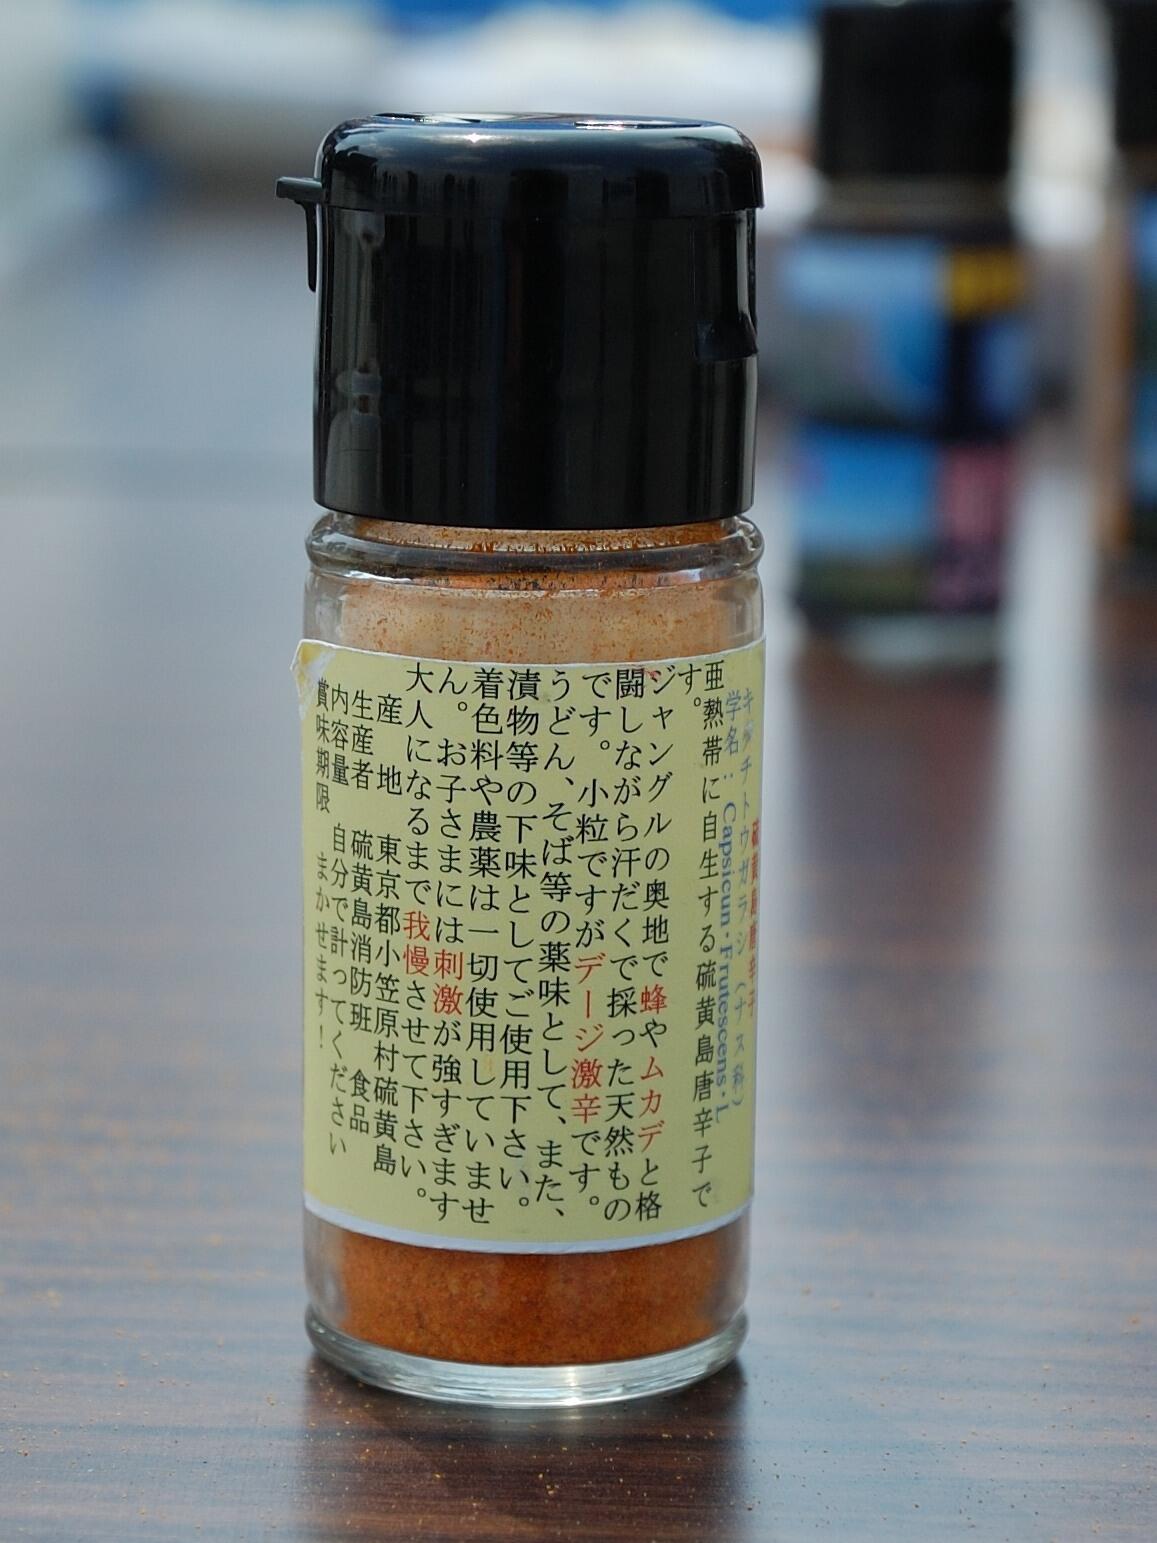 硫黄島唐辛子
キダチトウガラシ(ナス科)
学名:Capsicun・Frutescens・L
亜熱帯に自生する硫黄島唐辛子で
す。
ジャングルの奥地で蜂やムカデと格
闘しながら汗だくで採った天然もの
です。小粒ですがデージ激辛です。
うどん、そば等の薬味として、また、
漬物等の下味としてご使用下さい。
着色料や農薬は一切使用していませ
ん。お子さまには刺激が強すぎます
大人になるまで我慢させて下さい。
産 地 東京都小笠原村硫黄島
生産者 硫黄島消防班 食品
内容量 自分で計ってください
賞味期限 まかせます!